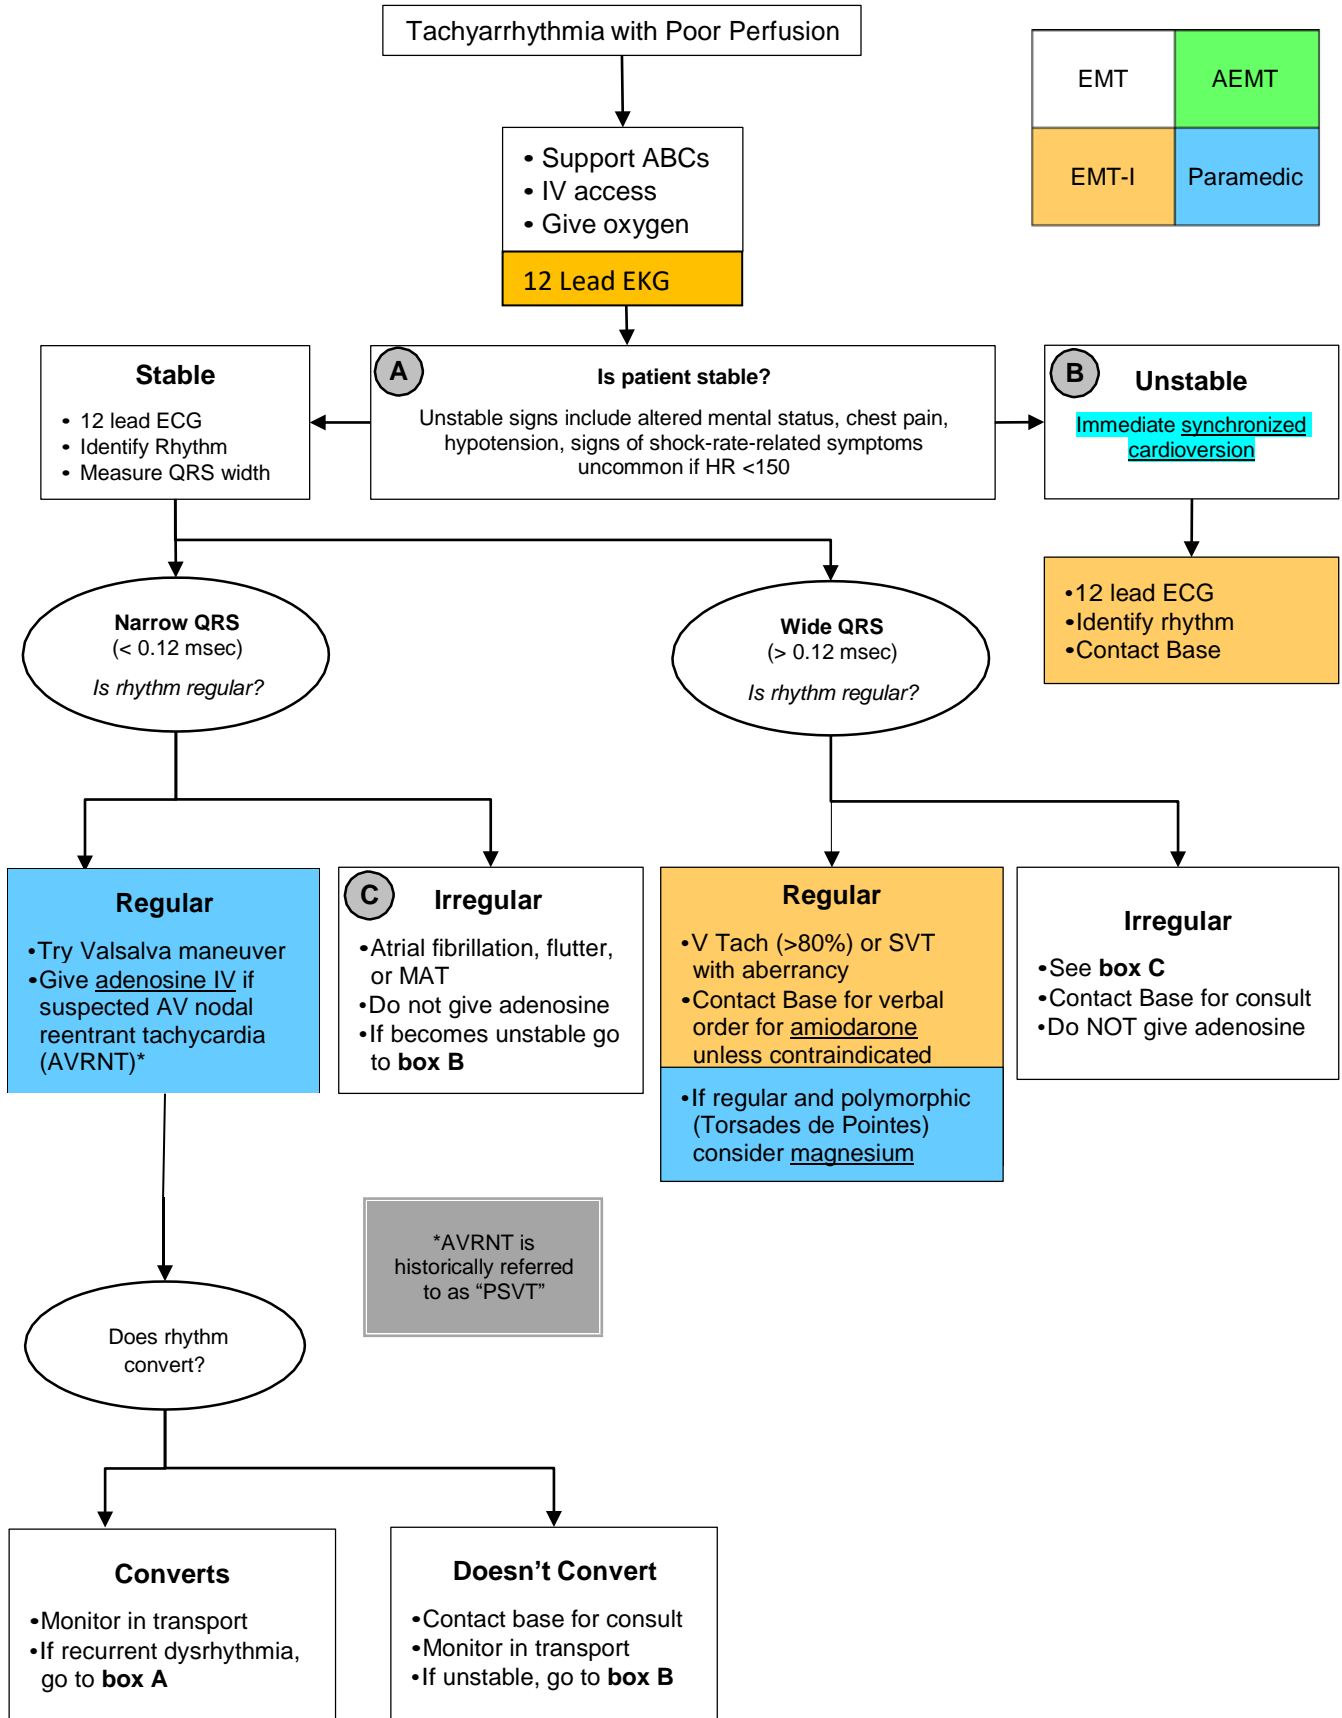 Tachyarrhythmia with Poor Perfusion
EMT
AEMT
EMT-I
Paramedic
• Support ABCs
• IV access
• Give oxygen
12 Lead EKG
Stable
• 12 lead ECG
• Identify Rhythm
• Measure QRS width
A
Is patient stable?
Unstable signs include altered mental status, chest pain,
hypotension, signs of shock-rate-related symptoms
uncommon if HR <150
B
Unstable
Immediate synchronized
cardioversion
•12 lead ECG
•Identify rhythm
•Contact Base
Narrow QRS
(< 0.12 msec)
Is rhythm regular?
Wide QRS
(> 0.12 msec)
Is rhythm regular?
Regular
•Try Valsalva maneuver
•Give adenosine IV if
suspected AV nodal
reentrant tachycardia
(AVRNT)*
C
Irregular
•Atrial fibrillation, flutter,
or MAT
•Do not give adenosine
•If becomes unstable go
to box B
Regular
•V Tach (>80%) or SVT
with aberrancy
•Contact Base for verbal
order for amiodarone
unless contraindicated
•If regular and polymorphic
(Torsades de Pointes)
consider magnesium
Irregular
•See box C
•Contact Base for consult
•Do NOT give adenosine
*AVRNT is
historically referred
to as “PSVT”
Does rhythm
convert?
Converts
•Monitor in transport
•If recurrent dysrhythmia,
go to box A
Doesn’t Convert
•Contact base for consult
•Monitor in transport
•If unstable, go to box B